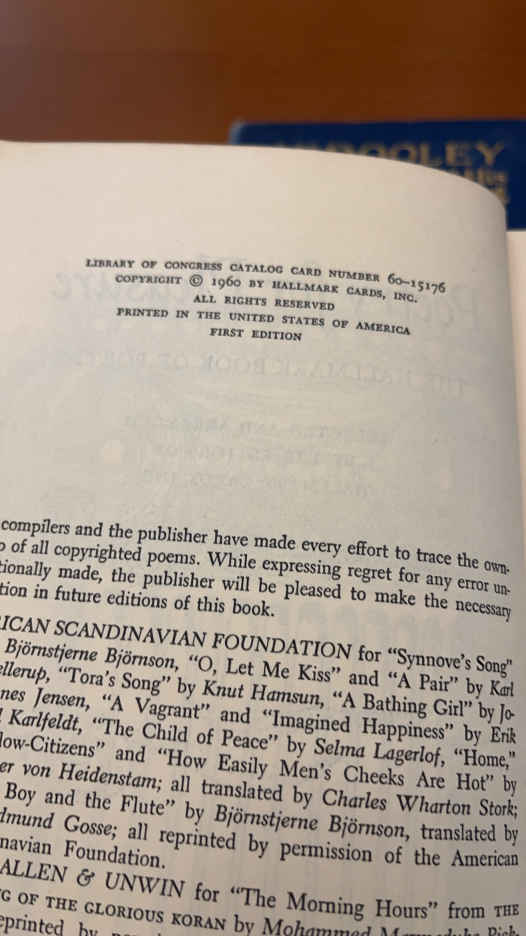 LIBRARY OF CONGRESS CATALOG CARD NUMBER 60–15176
COPYRIGHT © 1960 BY HALLMARK CARDS, INC.
ALL RIGHTS RESERVED
PRINTED IN THE UNITED STATES OF AMERICA
FIRST EDITION
compilers and the publisher have made every effort to trace the own-
of all copyrighted poems. While expressing regret for any error un-
tionally made, the publisher will be pleased to make the necessary
tion in future editions of this book.
ICAN SCANDINAVIAN FOUNDATION for “Synnove’s Song”
Björnstjerne Björnson, “O, Let Me Kiss” and “A Pair” by Karl
ellerup, “Tora’s Song” by Knut Hamsun, “A Bathing Girl” by Jo-
nes Jensen, “A Vagrant” and “Imagined Happiness” by Erik
Karlfeldt, “The Child of Peace” by Selma Lagerlof, “Home,”
low-Citizens” and “How Easily Men’s Cheeks Are Hot” by
er von Heidenstam; all translated by Charles Wharton Stork;
Boy and the Flute” by Björnstjerne Björnson, translated by
dmund Gosse; all reprinted by permission of the American
navian Foundation.
ALLEN & UNWIN for “The Morning Hours” from THE
G OF THE GLORIOUS KORAN by Mohammed
eprinted by